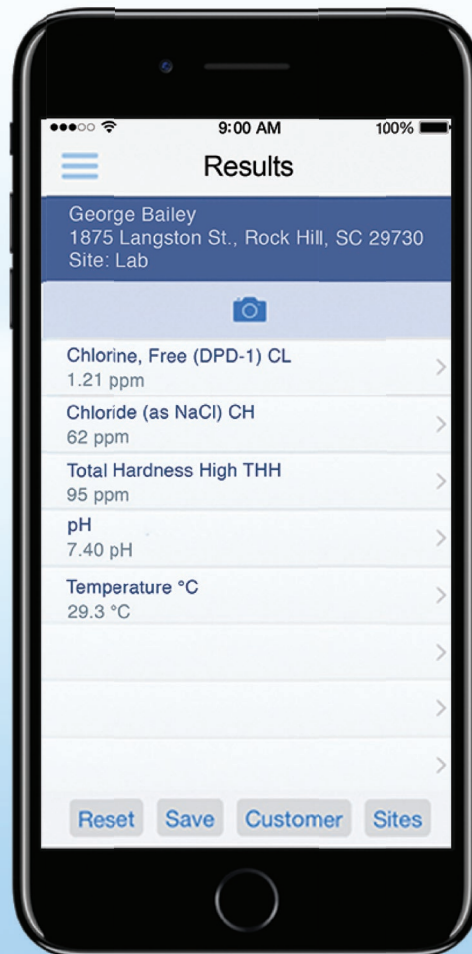 9:00 AM
100%
Results
George Bailey
1875 Langston St., Rock Hill, SC 29730
Site: Lab
Chlorine, Free (DPD-1) CL
1.21 ppm
Chloride (as NaCl) CH
62 ppm
Total Hardness High THH
95 ppm
pH
7.40 pH
Temperature °C
29.3 °C
Reset Save Customer Sites